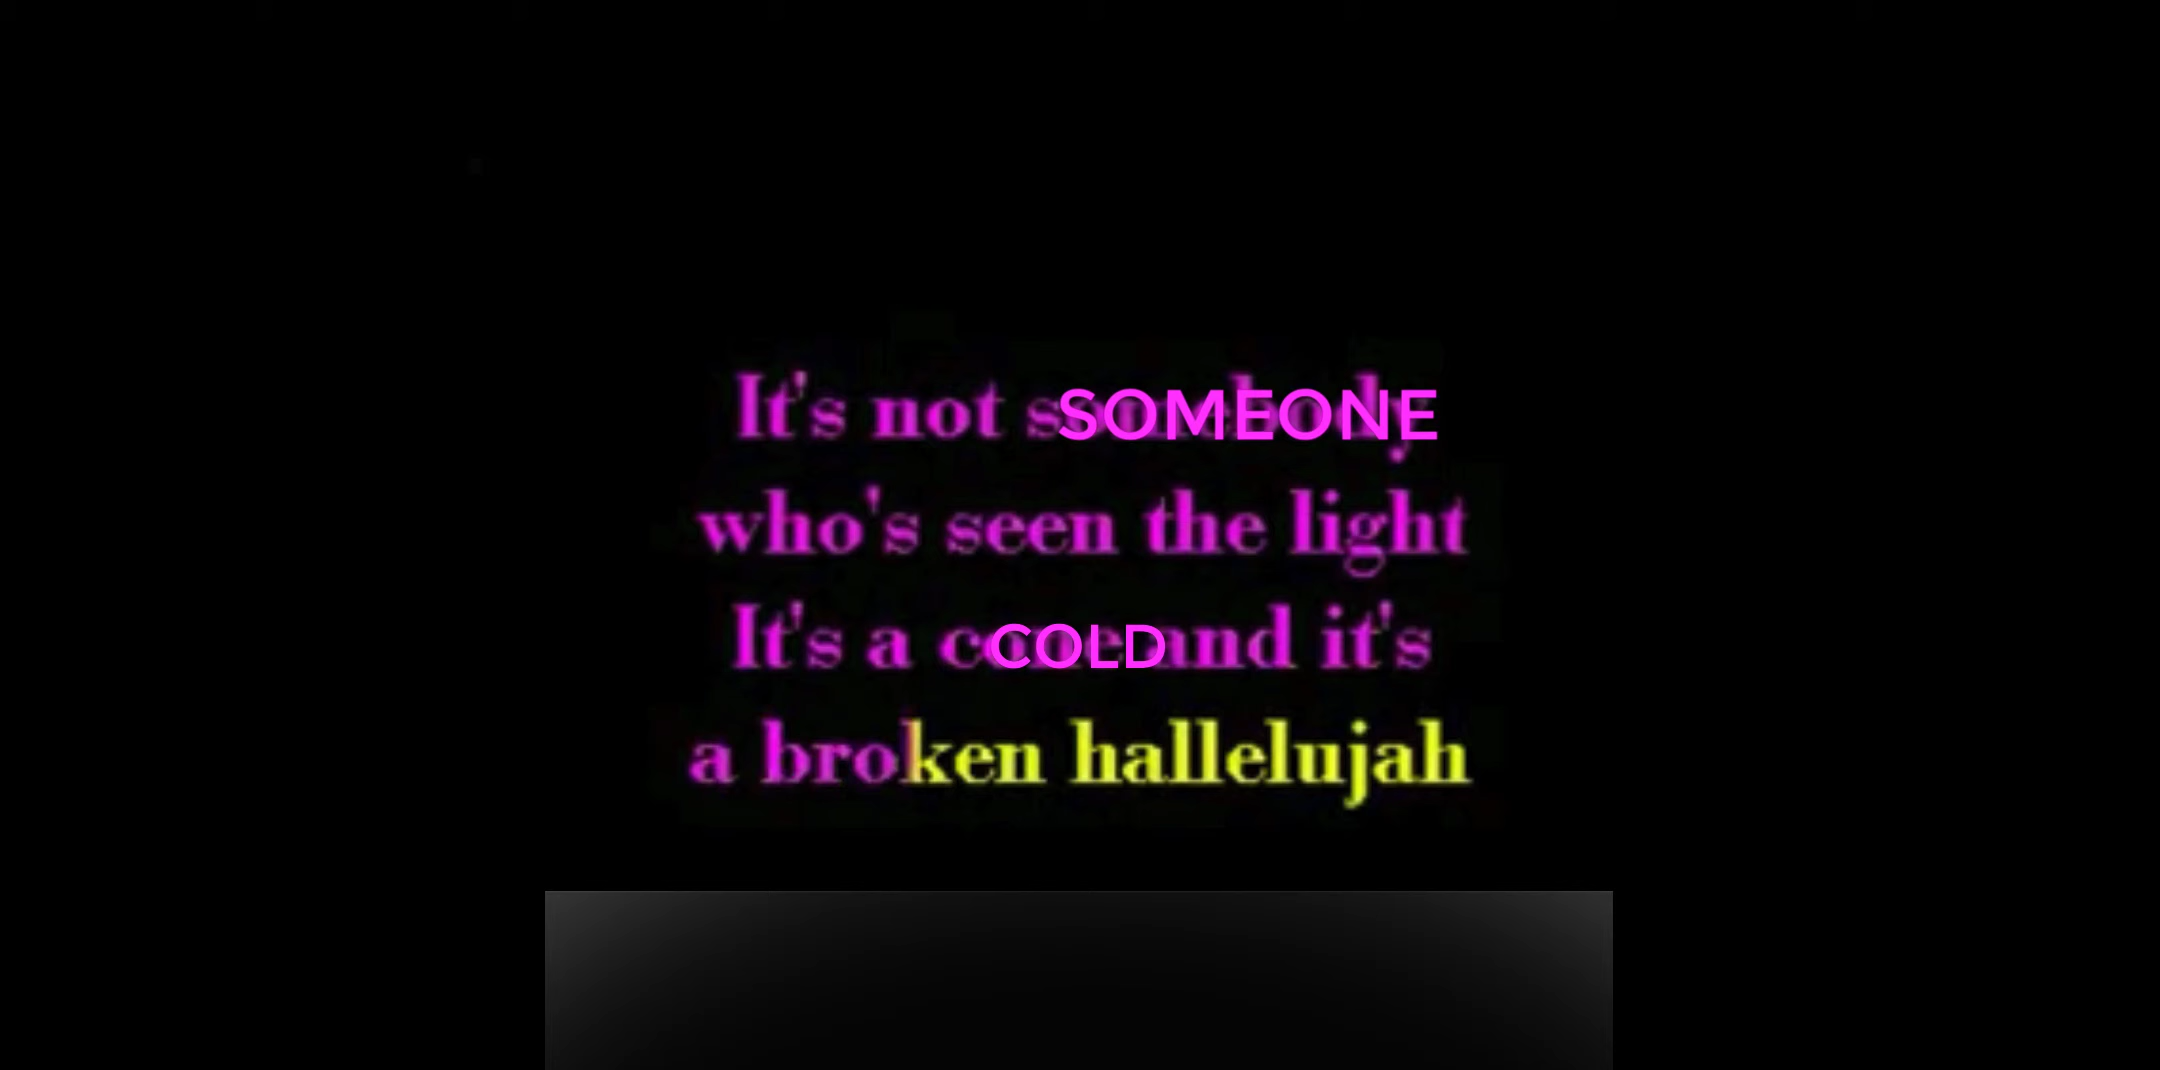 It's not SOMEONE
who's seen the light
It's a COLD and it's
a broken hallelujah